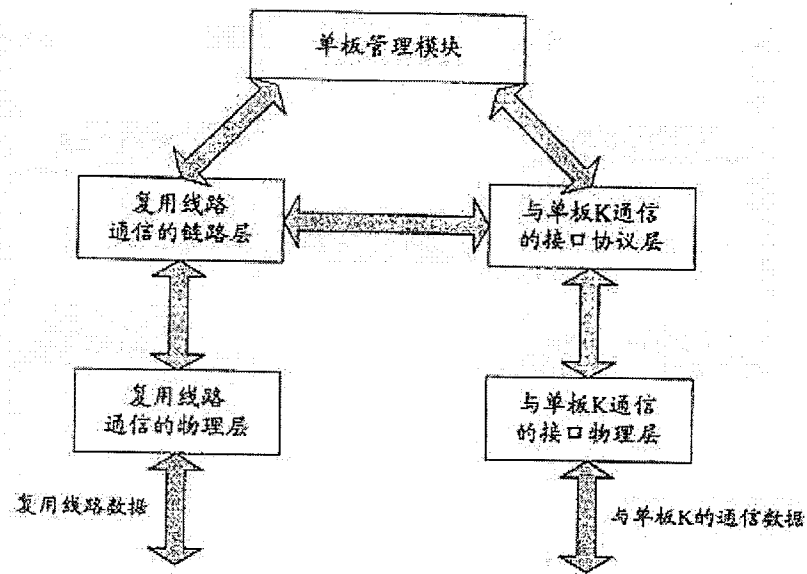 单板管理模块
复用线路
通信的链路层
与单板K通信
的接口协议层
复用线路
通信的物理层
与单板K通信
的接口物理层
复用线路数据
与单板K的通信数据